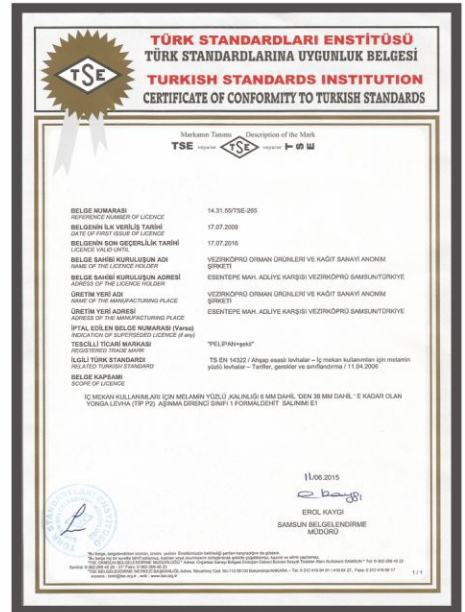 TÜRK STANDARDLARI ENSTİTÜSÜ
TÜRK STANDARDLARINA UYGUNLUK BELGESİ
TURKISH STANDARDS INSTITUTION
CERTIFICATE OF CONFORMITY TO TURKISH STANDARDS
TSE
Markanın Tanımı Description of the Mark
TSE veya/or TSE veya/or TSE
BELGE NUMARASI 14.31.55/TSE-265
REFERENCE NUMBER OF LICENCE
BELGENİN İLK VERİLİŞ TARİHİ 17.07.2009
DATE OF FIRST ISSUE OF LICENCE
BELGENİN SON GEÇERLİLİK TARİHİ 17.07.2016
LICENCE VALID UNTIL
BELGE SAHİBİ KURULUŞUN ADI VEZİRKÖPRÜ ORMAN ÜRÜNLERİ VE KAĞIT SANAYİ ANONİM
NAME OF THE LICENCE HOLDER ŞİRKETİ
BELGE SAHİBİ KURULUŞUN ADRESİ ESENTEPE MAH. ADLİYE KARŞISI VEZİRKÖPRÜ SAMSUN/TÜRKİYE
ADRESS OF THE LICENCE HOLDER
ÜRETİM YERİ ADI VEZİRKÖPRÜ ORMAN ÜRÜNLERİ VE KAĞIT SANAYİ ANONİM
NAME OF THE MANUFACTURING PLACE ŞİRKETİ
ÜRETİM YERİ ADRESİ ESENTEPE MAH. ADLİYE KARŞISI VEZİRKÖPRÜ SAMSUN/TÜRKİYE
ADRESS OF THE MANUFACTURING PLACE
İPTAL EDİLEN BELGE NUMARASI (Varsa)
INDICATION OF SUPERSEDED LICENCE (if any)
TESCİLLİ TİCARİ MARKASI "PELİPAN+şekil"
REGISTERED TRADE MARK
İLGİLİ TÜRK STANDARDI TS EN 14322 / Ahşap esaslı levhalar – İç mekan kullanımları için melamin
RELATED TURKISH STANDARD yüzlü levhalar – Tarifler, gerekler ve sınıflandırma / 11.04.2006
BELGE KAPSAMI
SCOPE OF LICENCE
İÇ MEKAN KULLANIMLARI İÇİN MELAMİN YÜZLÜ ,KALINLIĞI 6 MM DAHİL 'DEN 38 MM DAHİL ' E KADAR OLAN
YONGA LEVHA (TİP P2) AŞINMA DİRENCİ SINIFI 1 FORMALDEHİT SALINIMI E1
11.06.2015
EROL KAYGI
SAMSUN BELGELENDİRME
MÜDÜRÜ
1 / 1